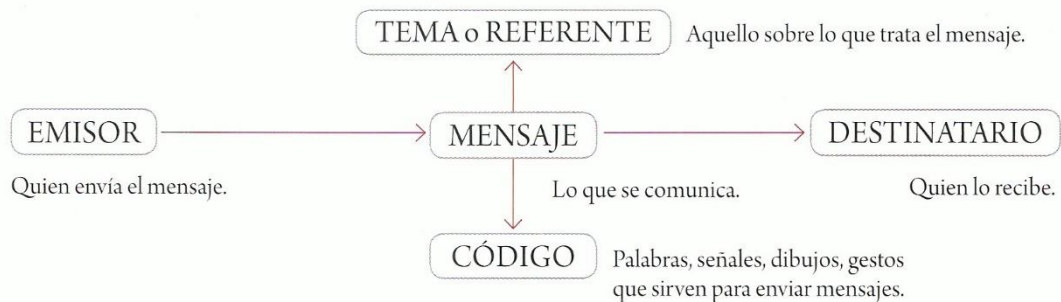 TEMA o REFERENTE
Aquello sobre lo que trata el mensaje.
EMISOR
MENSAJE
DESTINATARIO
Quien envía el mensaje.
Lo que se comunica.
Quien lo recibe.
CÓDIGO
Palabras, señales, dibujos, gestos
que sirven para enviar mensajes.